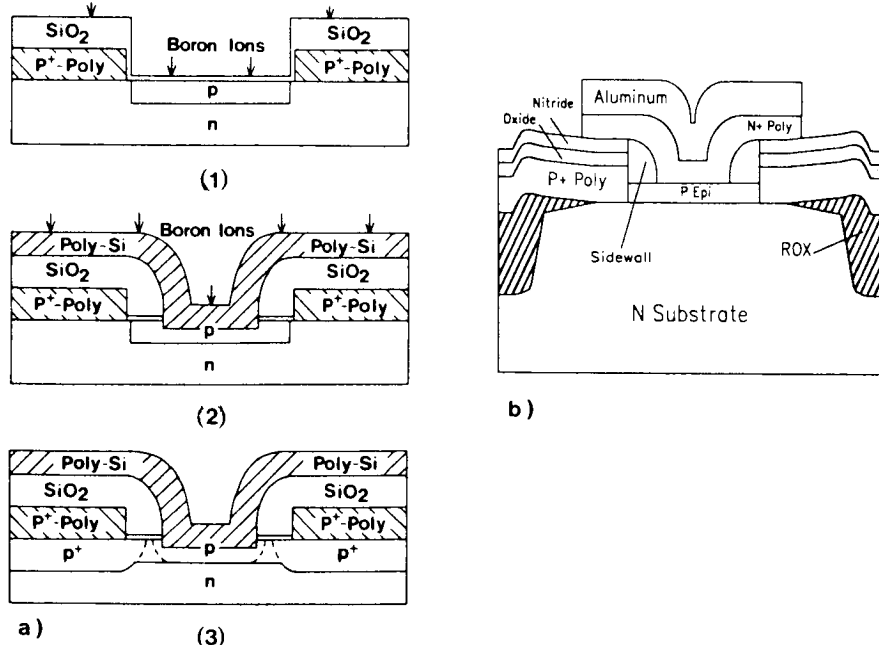 SiO2 SiO2
Boron Ions
P+-Poly P+-Poly
p
n
(1)
Boron Ions
Poly-Si Poly-Si
SiO2 SiO2
P+-Poly P+-Poly
p
n
(2)
Poly-Si Poly-Si
SiO2 SiO2
P+-Poly P+-Poly
p+ p p+
n
a) (3)
Aluminum
Nitride
Oxide
N+ Poly
P+ Poly
P Epi
Sidewall
ROX
N Substrate
b)